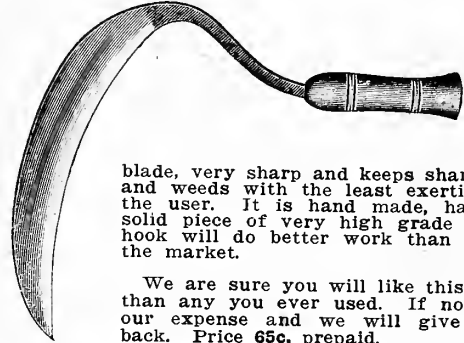 blade, very sharp and keeps shar
and weeds with the least exerti
the user. It is hand made, ha
solid piece of very high grade
hook will do better work than
the market.
We are sure you will like this
than any you ever used. If no
our expense and we will give
back. Price 65c. prepaid.